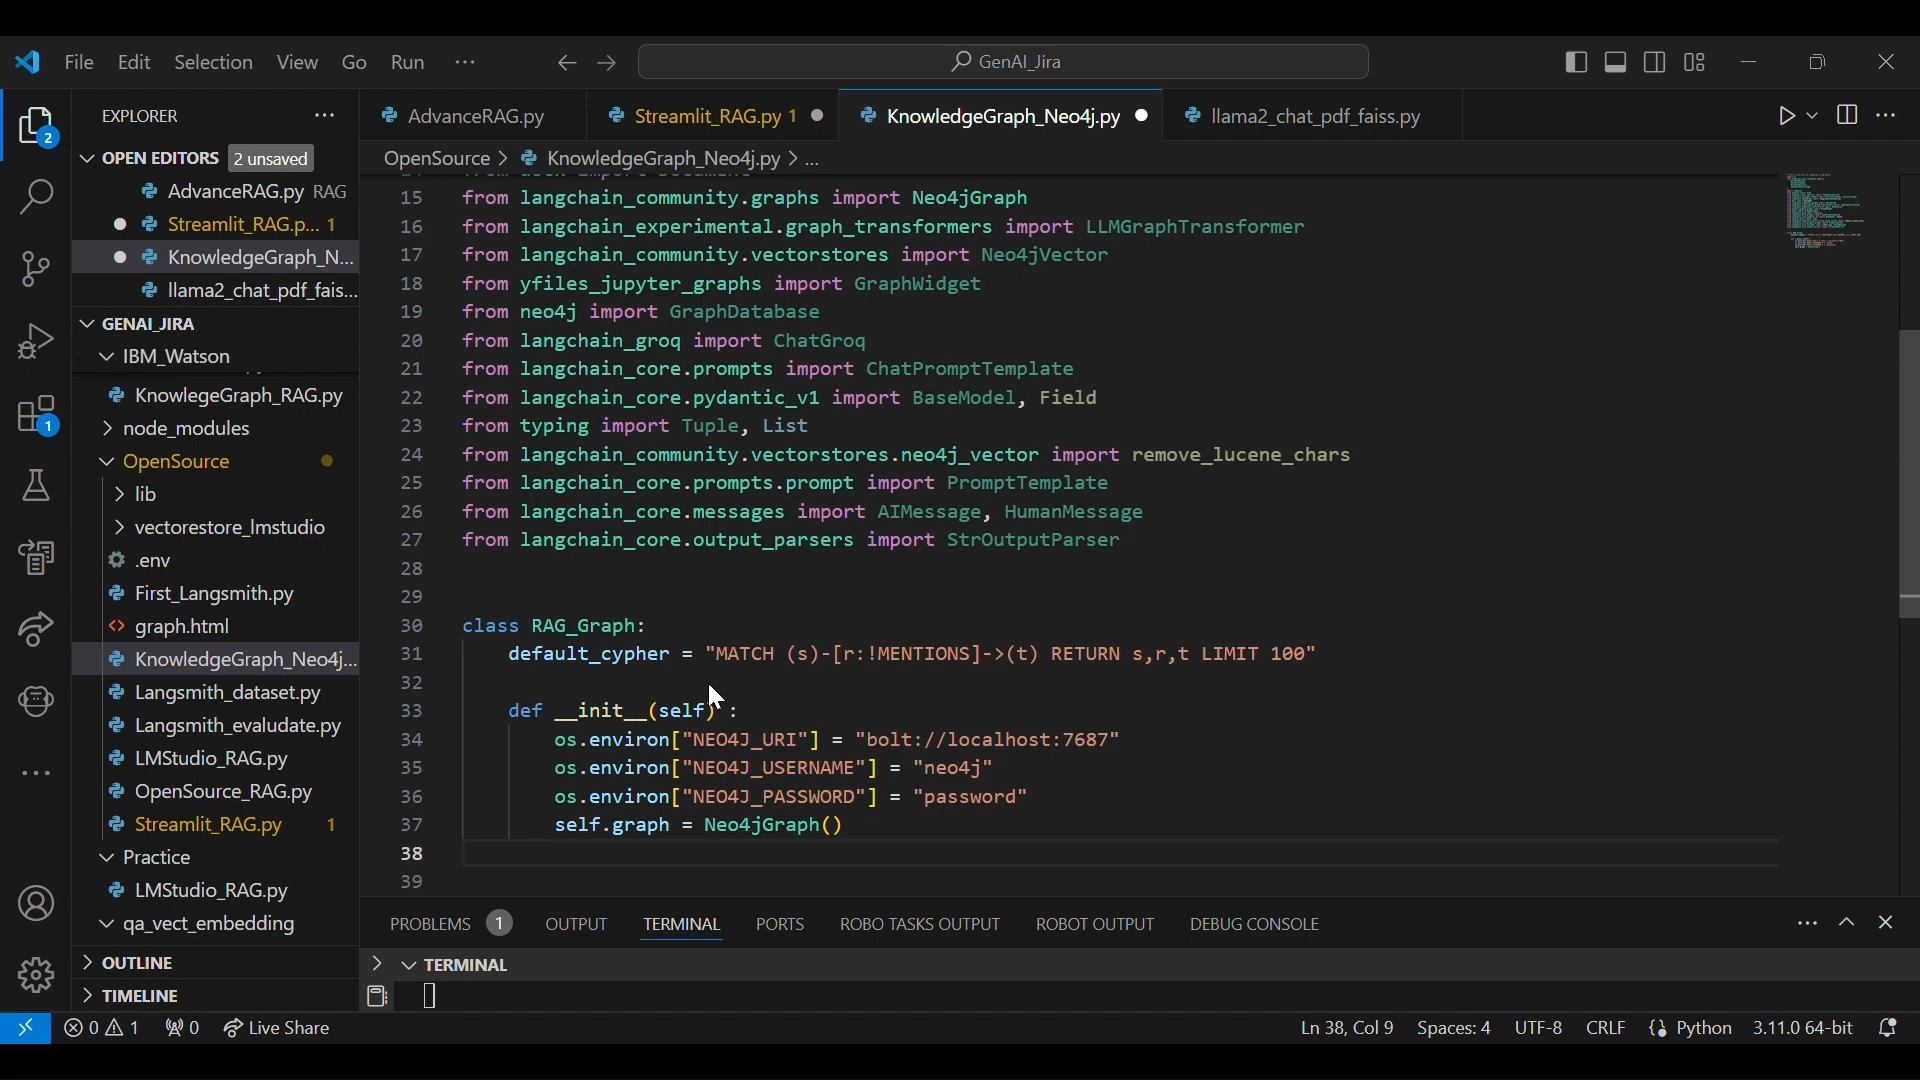 File Edit Selection View Go Run ...
GenAI_Jira
EXPLORER
OPEN EDITORS 2 unsaved
AdvanceRAG.py RAG
Streamlit_RAG.p... 1
KnowledgeGraph_N...
llama2_chat_pdf_fais...
GENAI_JIRA
IBM_Watson
KnowlegeGraph_RAG.py
node_modules
OpenSource
lib
vectorestore_lmstudio
.env
First_Langsmith.py
graph.html
KnowledgeGraph_Neo4j...
Langsmith_dataset.py
Langsmith_evaludate.py
LMStudio_RAG.py
OpenSource_RAG.py
Streamlit_RAG.py 1
Practice
LMStudio_RAG.py
qa_vect_embedding
OUTLINE
TIMELINE
2
1
AdvanceRAG.py Streamlit_RAG.py 1 KnowledgeGraph_Neo4j.py llama2_chat_pdf_faiss.py
OpenSource > KnowledgeGraph_Neo4j.py > ...
15 from langchain_community.graphs import Neo4jGraph
16 from langchain_experimental.graph_transformers import LLMGraphTransformer
17 from langchain_community.vectorstores import Neo4jVector
18 from yfiles_jupyter_graphs import GraphWidget
19 from neo4j import GraphDatabase
20 from langchain_groq import ChatGroq
21 from langchain_core.prompts import ChatPromptTemplate
22 from langchain_core.pydantic_v1 import BaseModel, Field
23 from typing import Tuple, List
24 from langchain_community.vectorstores.neo4j_vector import remove_lucene_chars
25 from langchain_core.prompts.prompt import PromptTemplate
26 from langchain_core.messages import AIMessage, HumanMessage
27 from langchain_core.output_parsers import StrOutputParser
28
29
30 class RAG_Graph:
31 default_cypher = "MATCH (s)-[r:!MENTIONS]->(t) RETURN s,r,t LIMIT 100"
32
33 def __init__(self) :
34 os.environ["NEO4J_URI"] = "bolt://localhost:7687"
35 os.environ["NEO4J_USERNAME"] = "neo4j"
36 os.environ["NEO4J_PASSWORD"] = "password"
37 self.graph = Neo4jGraph()
38
39
PROBLEMS 1 OUTPUT TERMINAL PORTS ROBO TASKS OUTPUT ROBOT OUTPUT DEBUG CONSOLE
TERMINAL
0 1 0 Live Share Ln 38, Col 9 Spaces: 4 UTF-8 CRLF Python 3.11.0 64-bit